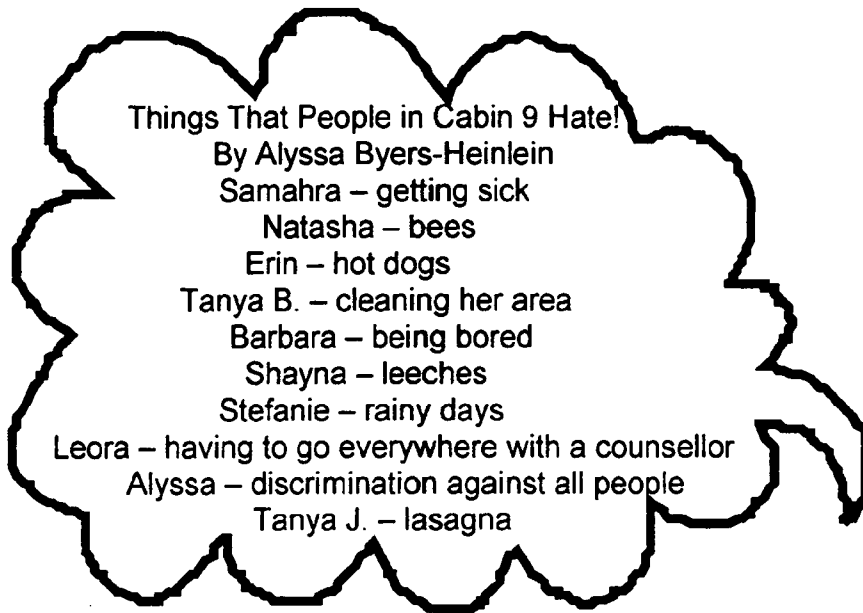 Things That People in Cabin 9 Hate!
By Alyssa Byers-Heinlein
Samahra – getting sick
Natasha – bees
Erin – hot dogs
Tanya B. – cleaning her area
Barbara – being bored
Shayna – leeches
Stefanie – rainy days
Leora – having to go everywhere with a counsellor
Alyssa – discrimination against all people
Tanya J. – lasagna